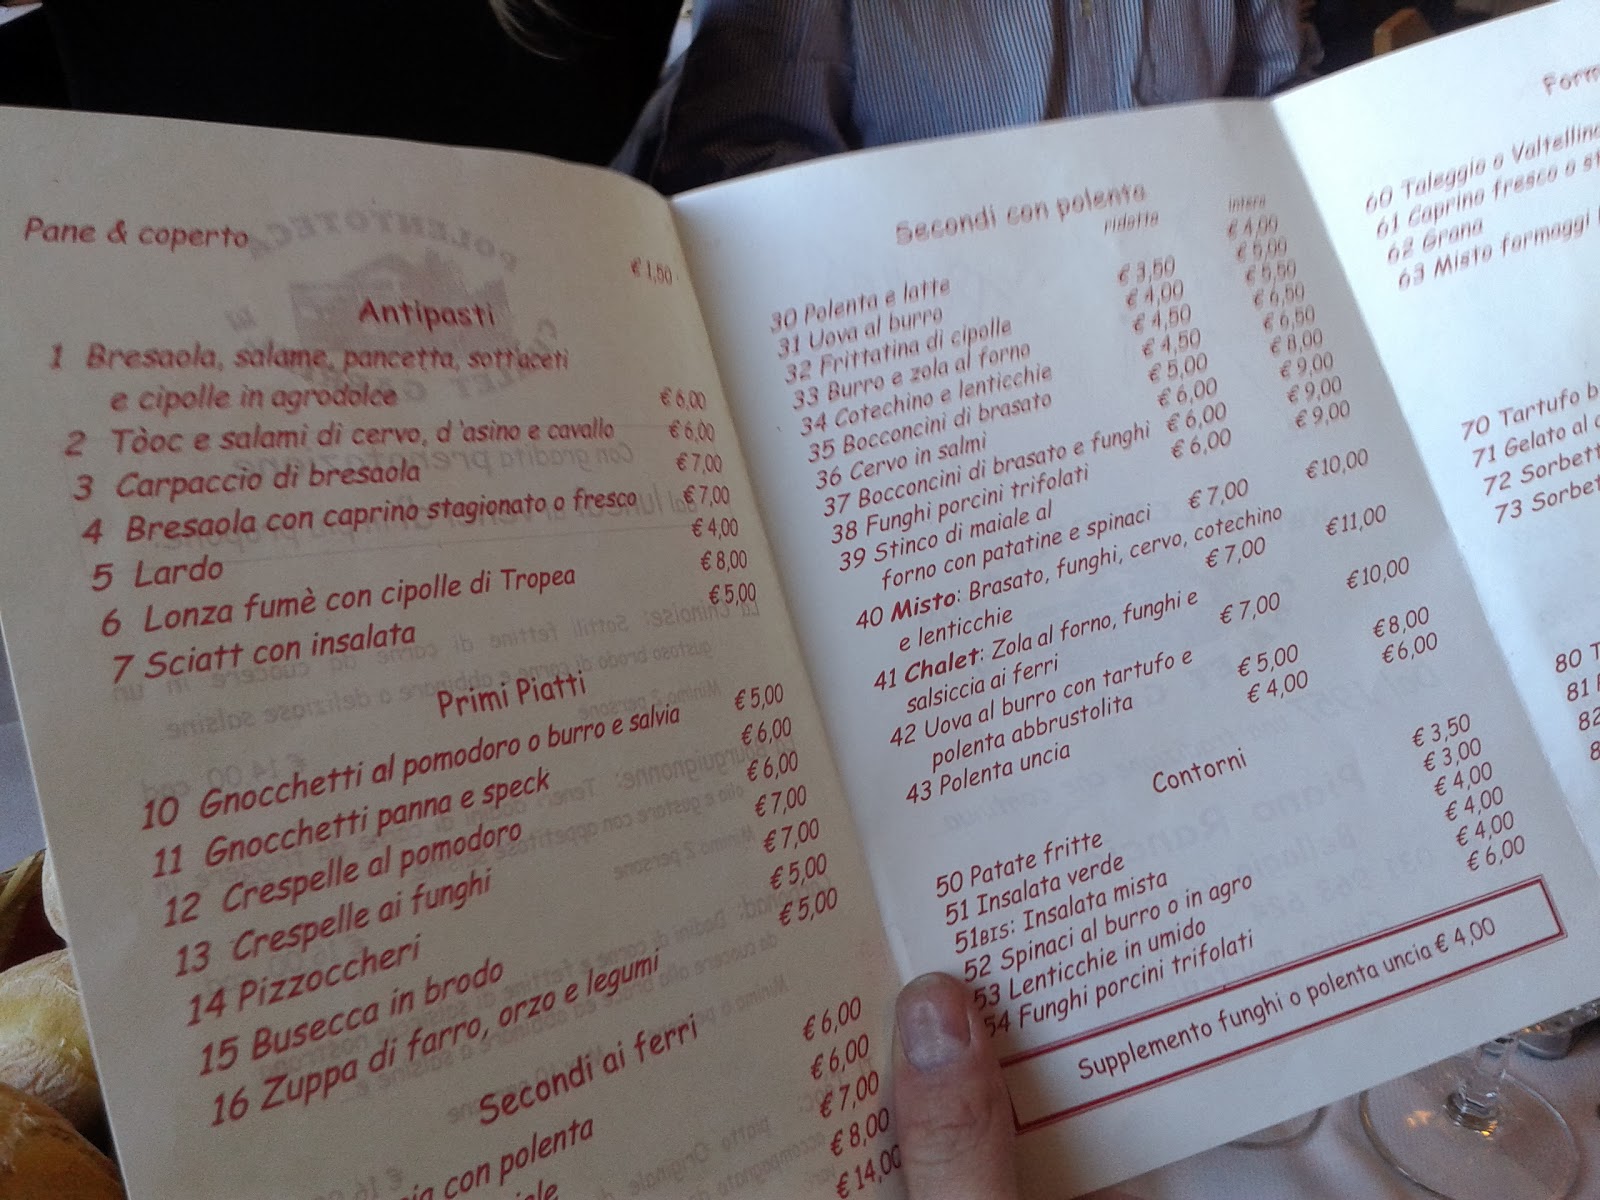 Pane & coperto € 1,50
Antipasti
1 Bresaola, salame, pancetta, sott'aceti
e cipolle in agrodolce € 6,00
2 Tòoc e salami di cervo, d'asino e cavallo € 6,00
3 Carpaccio di bresaola € 7,00
4 Bresaola con caprino stagionato o fresco € 7,00
5 Lardo € 4,00
6 Lonza fumè con cipolle di Tropea € 8,00
7 Sciatt con insalata € 5,00
Primi Piatti
10 Gnocchetti al pomodoro o burro e salvia € 5,00
11 Gnocchetti panna e speck € 6,00
12 Crespelle al pomodoro € 6,00
13 Crespelle ai funghi € 7,00
14 Pizzoccheri € 7,00
15 Busecca in brodo € 5,00
16 Zuppa di farro, orzo e legumi € 5,00
Secondi ai ferri
con polenta € 6,00
€ 6,00
€ 7,00
€ 8,00
€ 14,00
Secondi con polenta
ridotta intera
30 Polenta e latte € 3,50 € 4,00
31 Uova al burro € 4,00 € 5,00
32 Frittatina di cipolle € 4,50 € 5,50
33 Burro e zola al forno € 4,50 € 6,50
34 Cotechino e lenticchie € 5,00 € 6,50
35 Bocconcini di brasato € 6,00 € 8,00
36 Cervo in salmi € 6,00 € 9,00
37 Bocconcini di brasato e funghi € 6,00 € 9,00
38 Funghi porcini trifolati € 9,00
39 Stinco di maiale al
forno con patatine e spinaci € 7,00 € 10,00
40 Misto: Brasato, funghi, cervo, cotechino
e lenticchie € 7,00 € 11,00
41 Chalet: Zola al forno, funghi e
salsiccia ai ferri € 7,00 € 10,00
42 Uova al burro con tartufo e
polenta abbrustolita € 5,00 € 8,00
43 Polenta uncia € 4,00 € 6,00
Contorni
50 Patate fritte € 3,50
51 Insalata verde € 3,00
51BIS: Insalata mista € 4,00
52 Spinaci al burro o in agro € 4,00
53 Lenticchie in umido € 4,00
54 Funghi porcini trifolati € 6,00
Supplemento funghi o polenta uncia € 4,00
Form
60 Taleggio o Valtellina
61 Caprino fresco o st
62 Grana
63 Misto formaggi
70 Tartufo b
71 Gelato al
72 Sorbett
73 Sorbet
80 T
81
82